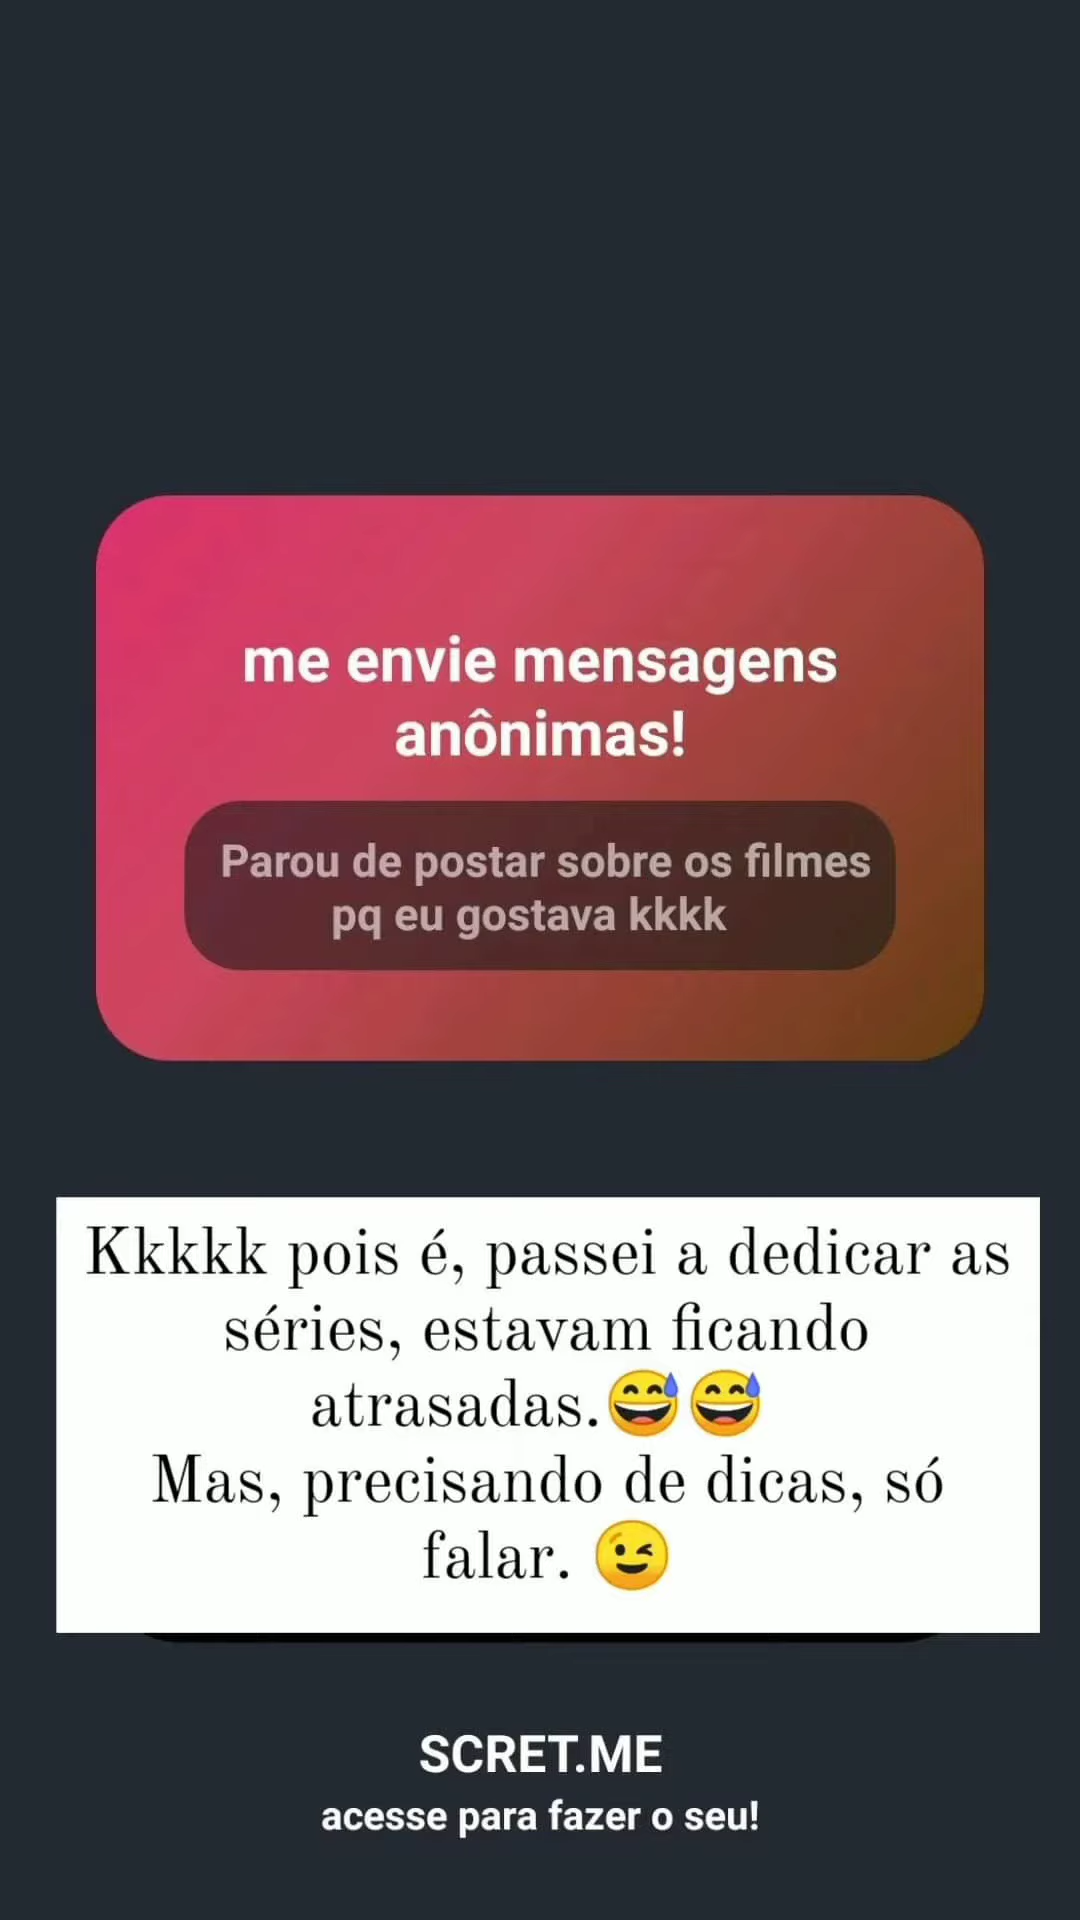 me envie mensagens
anônimas!
Parou de postar sobre os filmes
pq eu gostava kkkk
Kkkkk pois é, passei a dedicar as
séries, estavam ficando
atrasadas.😅😅
Mas, precisando de dicas, só
falar. 😉
SCRET.ME
acesse para fazer o seu!